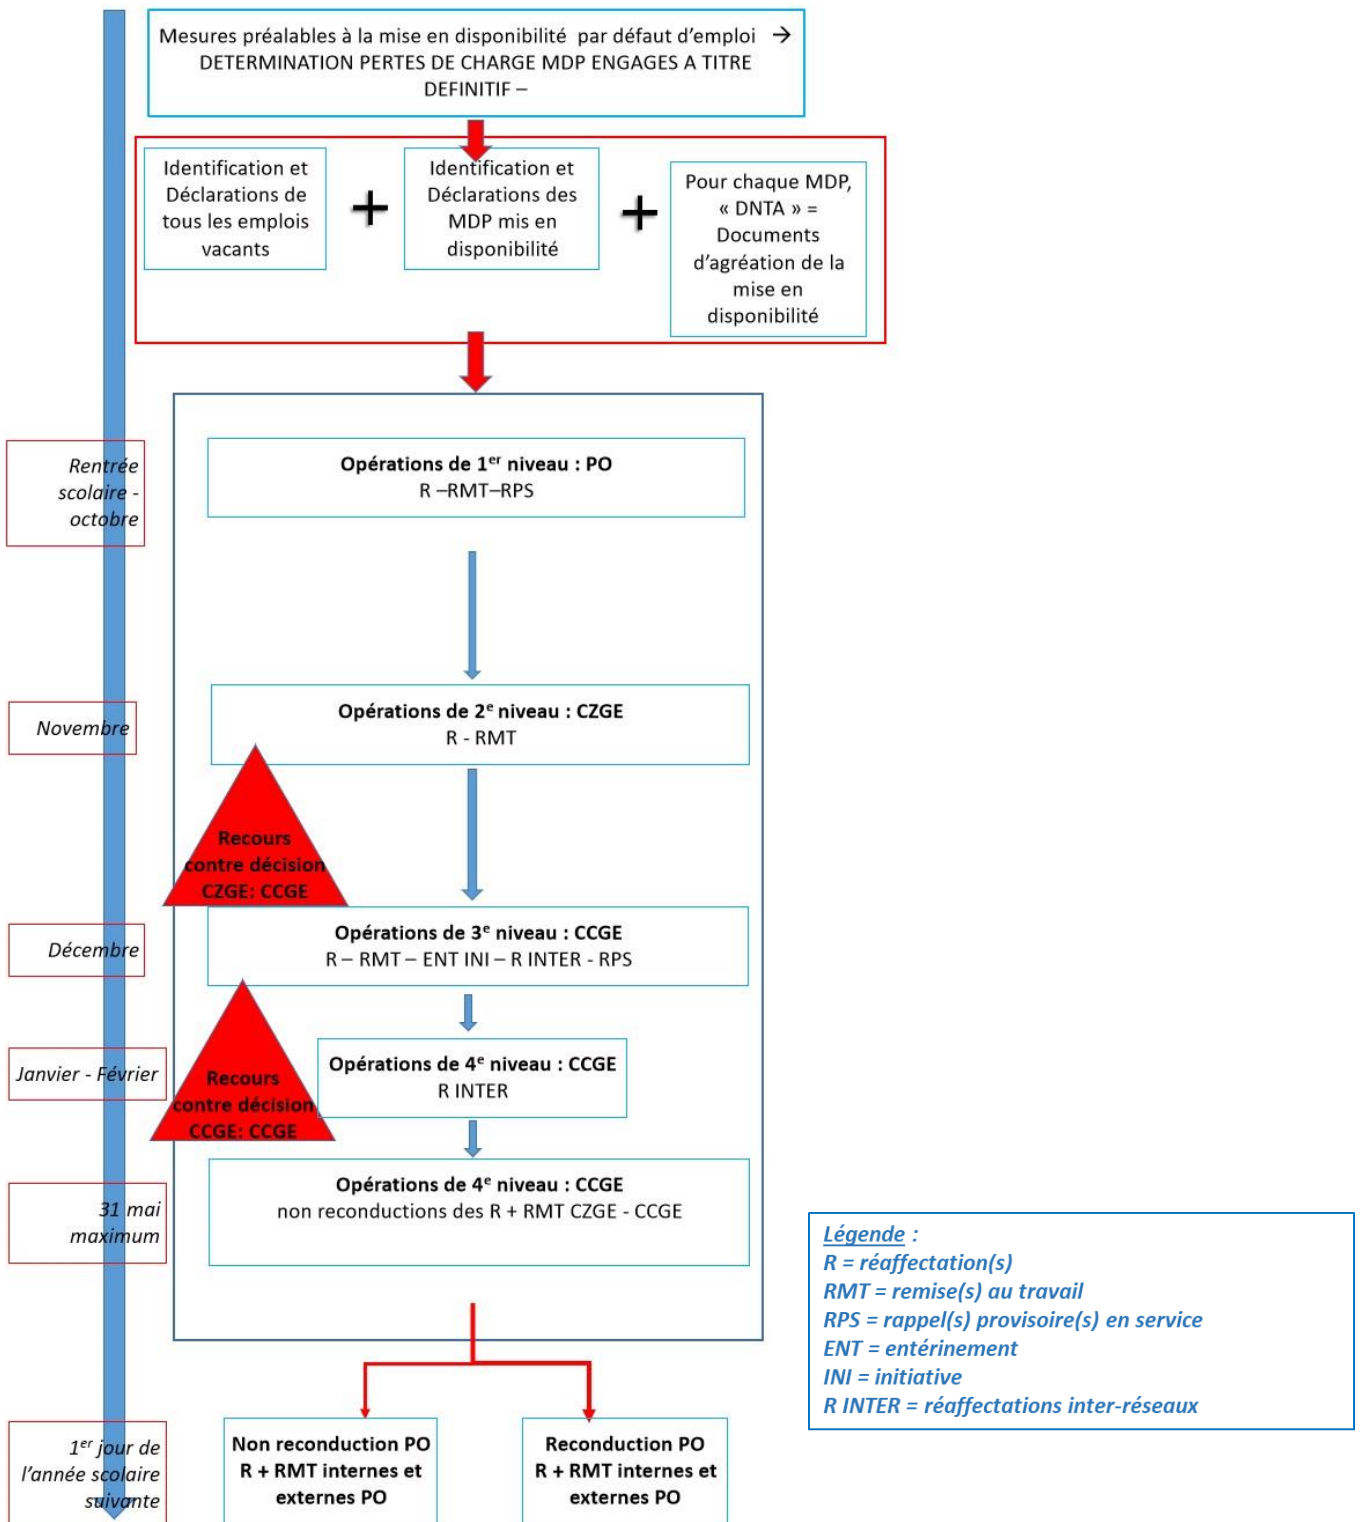 Mesures préalables à la mise en disponibilité par défaut d’emploi →
DETERMINATION PERTES DE CHARGE MDP ENGAGES A TITRE
DEFINITIF –
Identification et
Déclarations de
tous les emplois
vacants
+
Identification et
Déclarations des
MDP mis en
disponibilité
+
Pour chaque MDP,
« DNTA » =
Documents
d’agréation de la
mise en
disponibilité
Rentrée
scolaire -
octobre
Opérations de 1er niveau : PO
R –RMT–RPS
Novembre
Opérations de 2e niveau : CZGE
R - RMT
Recours
contre décision
CZGE: CCGE
Décembre
Opérations de 3e niveau : CCGE
R – RMT – ENT INI – R INTER - RPS
Janvier - Février
Opérations de 4e niveau : CCGE
R INTER
Recours
contre décision
CCGE: CCGE
31 mai
maximum
Opérations de 4e niveau : CCGE
non reconductions des R + RMT CZGE - CCGE
Légende :
R = réaffectation(s)
RMT = remise(s) au travail
RPS = rappel(s) provisoire(s) en service
ENT = entérinement
INI = initiative
R INTER = réaffectations inter-réseaux
1er jour de
l’année scolaire
suivante
Non reconduction PO
R + RMT internes et
externes PO
Reconduction PO
R + RMT internes et
externes PO